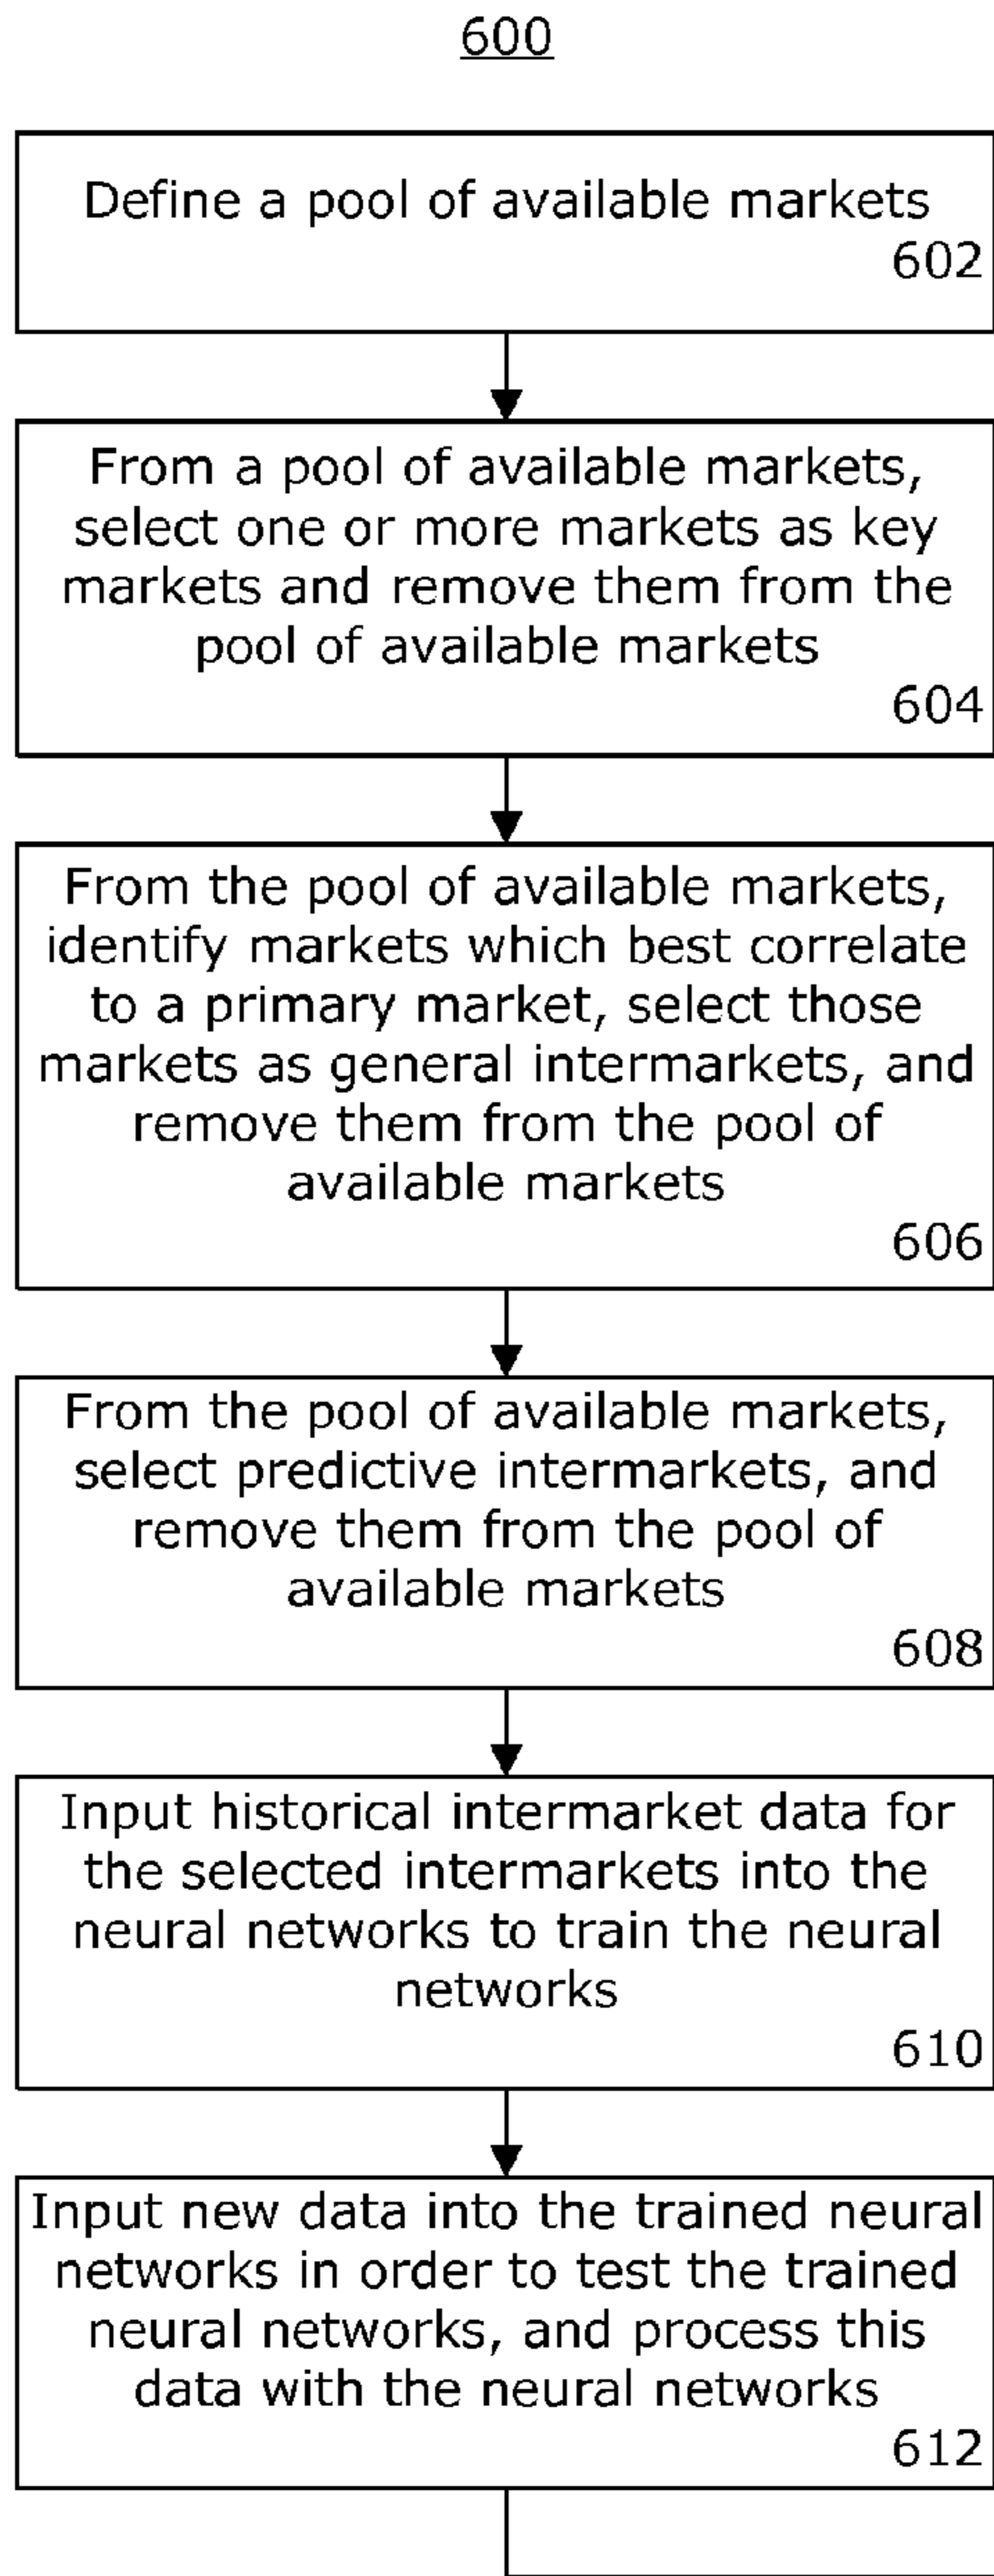 600
Define a pool of available markets
602
From a pool of available markets,
select one or more markets as key
markets and remove them from the
pool of available markets
604
From the pool of available markets,
identify markets which best correlate
to a primary market, select those
markets as general intermarkets, and
remove them from the pool of
available markets
606
From the pool of available markets,
select predictive intermarkets, and
remove them from the pool of
available markets
608
Input historical intermarket data for
the selected intermarkets into the
neural networks to train the neural
networks
610
Input new data into the trained neural
networks in order to test the trained
neural networks, and process this
data with the neural networks
612